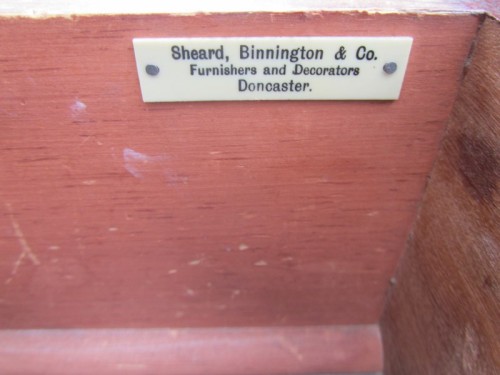 Sheard, Binnington & Co.
Furnishers and Decorators
Doncaster.